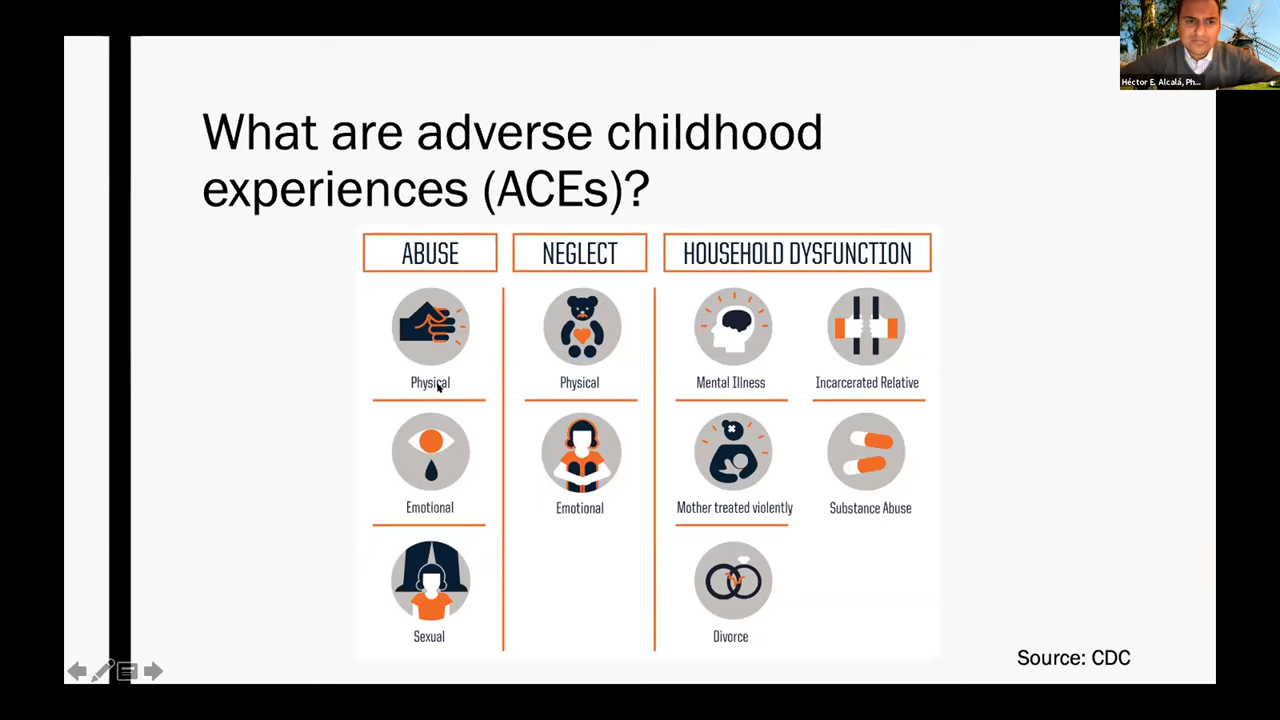 Héctor E. Alcalá, Ph...
What are adverse childhood
experiences (ACEs)?
ABUSE
NEGLECT
HOUSEHOLD DYSFUNCTION
Physical
Physical
Mental Illness
Incarcerated Relative
Emotional
Emotional
Mother treated violently
Substance Abuse
Sexual
Divorce
Source: CDC